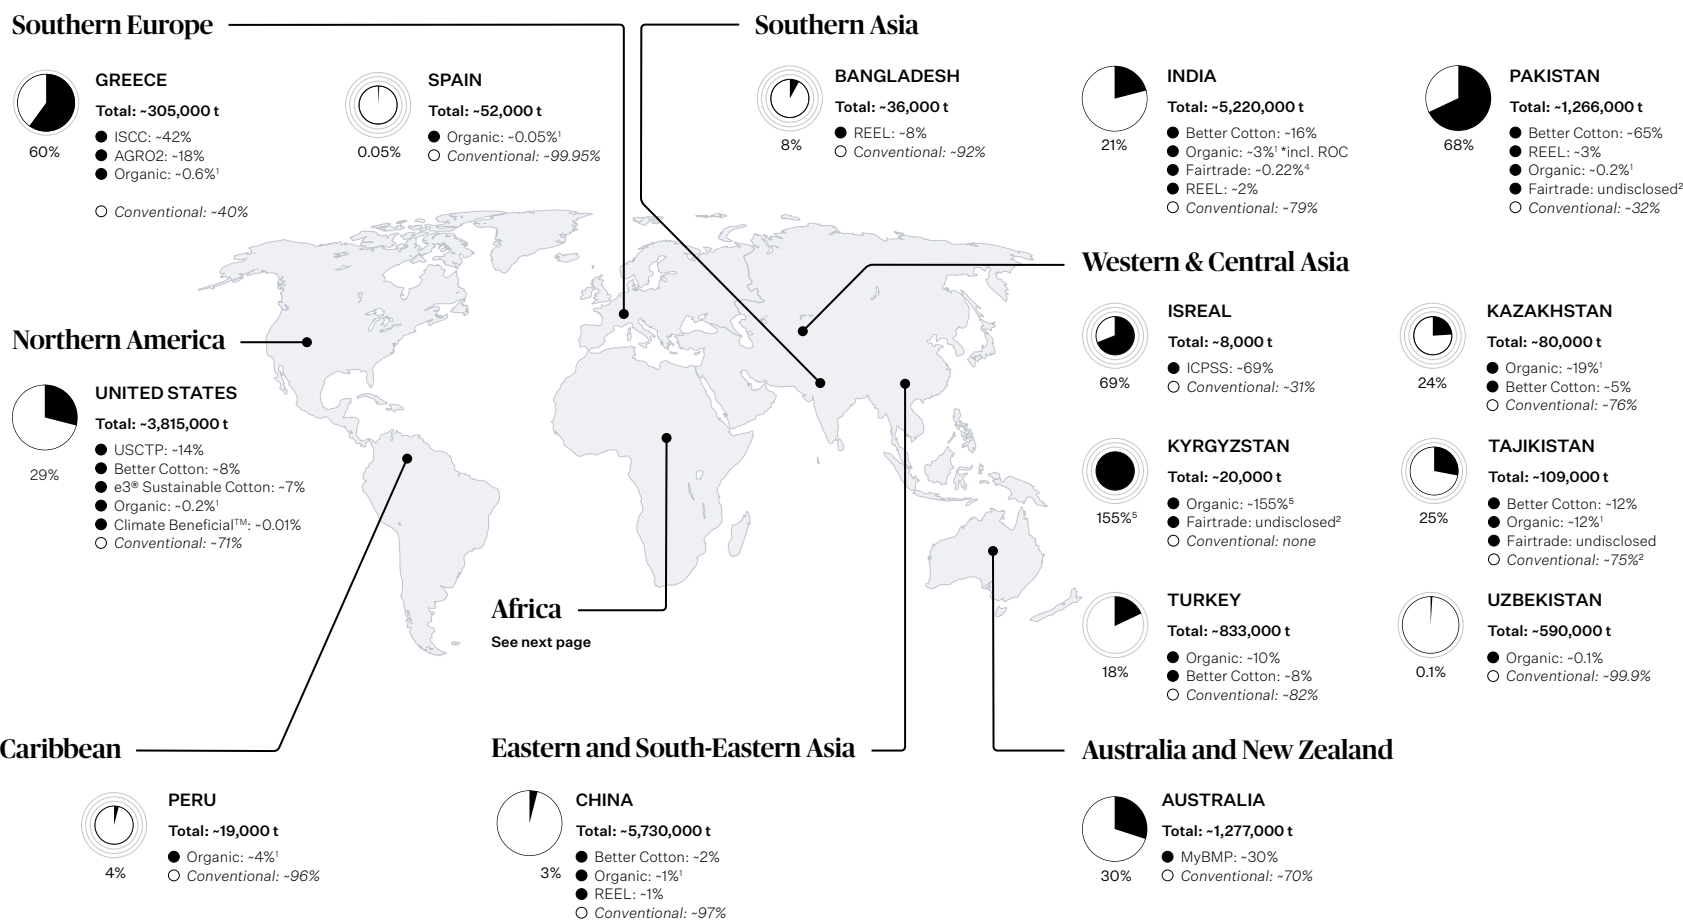 Southern Europe
GREECE
Total: ~305,000 t
ISCC: ~42%
AGRO2: ~18%
Organic: ~0.6%¹
Conventional: ~40%
60%
SPAIN
Total: ~52,000 t
Organic: ~0.05%¹
Conventional: ~99.95%
0.05%
Southern Asia
BANGLADESH
Total: ~36,000 t
REEL: ~8%
Conventional: ~92%
8%
INDIA
Total: ~5,220,000 t
Better Cotton: ~16%
Organic: ~3%¹ *incl. ROC
Fairtrade: ~0.22%⁴
REEL: ~2%
Conventional: ~79%
21%
PAKISTAN
Total: ~1,266,000 t
Better Cotton: ~65%
REEL: ~3%
Organic: ~0.2%¹
Fairtrade: undisclosed²
Conventional: ~32%
68%
Western & Central Asia
ISREAL
Total: ~8,000 t
ICPSS: ~69%
Conventional: ~31%
69%
KAZAKHSTAN
Total: ~80,000 t
Organic: ~19%¹
Better Cotton: ~5%
Conventional: ~76%
24%
KYRGYZSTAN
Total: ~20,000 t
Organic: ~155%⁵
Fairtrade: undisclosed²
Conventional: none
155%⁵
TAJIKISTAN
Total: ~109,000 t
Better Cotton: ~12%
Organic: ~12%¹
Fairtrade: undisclosed
Conventional: ~75%²
25%
TURKEY
Total: ~833,000 t
Organic: ~10%
Better Cotton: ~8%
Conventional: ~82%
18%
UZBEKISTAN
Total: ~590,000 t
Organic: ~0.1%
Conventional: ~99.9%
0.1%
Northern America
UNITED STATES
Total: ~3,815,000 t
USCTP: ~14%
Better Cotton: ~8%
e3® Sustainable Cotton: ~7%
Organic: ~0.2%¹
Climate Beneficial™: ~0.01%
Conventional: ~71%
29%
Africa
See next page
Caribbean
PERU
Total: ~19,000 t
Organic: ~4%¹
Conventional: ~96%
4%
Eastern and South-Eastern Asia
CHINA
Total: ~5,730,000 t
Better Cotton: ~2%
Organic: ~1%¹
REEL: ~1%
Conventional: ~97%
3%
Australia and New Zealand
AUSTRALIA
Total: ~1,277,000 t
MyBMP: ~30%
Conventional: ~70%
30%